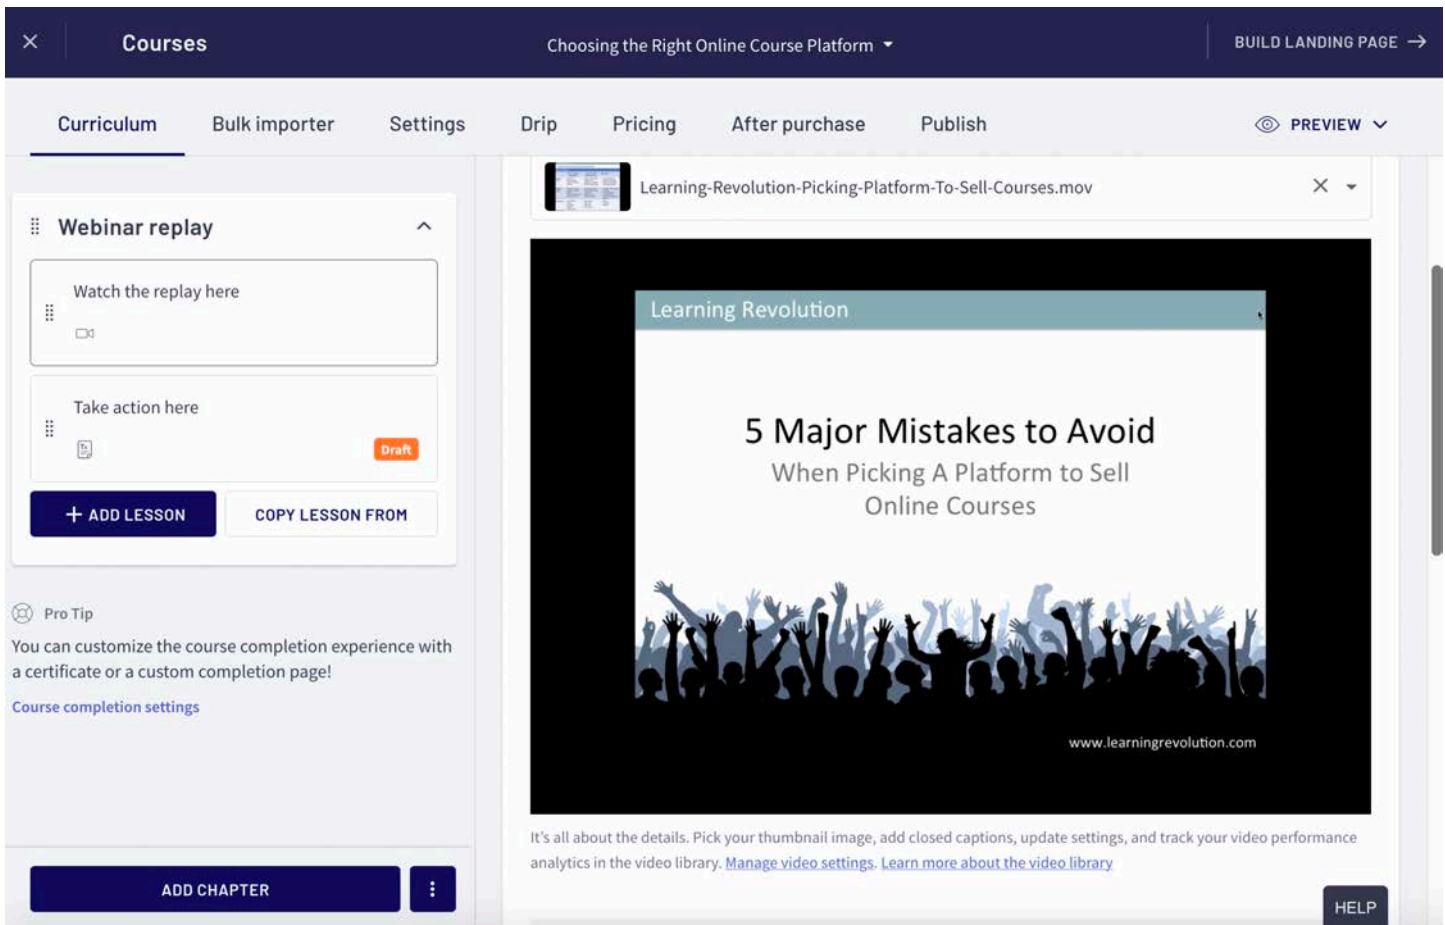 Courses
Choosing the Right Online Course Platform
BUILD LANDING PAGE
Curriculum
Bulk importer
Settings
Drip
Pricing
After purchase
Publish
PREVIEW
Webinar replay
Watch the replay here
Take action here
Draft
+ ADD LESSON
COPY LESSON FROM
Pro Tip
You can customize the course completion experience with
a certificate or a custom completion page!
Course completion settings
ADD CHAPTER
Learning-Revolution-Picking-Platform-To-Sell-Courses.mov
Learning Revolution
5 Major Mistakes to Avoid
When Picking A Platform to Sell
Online Courses
www.learningrevolution.com
It's all about the details. Pick your thumbnail image, add closed captions, update settings, and track your video performance
analytics in the video library. Manage video settings. Learn more about the video library
HELP